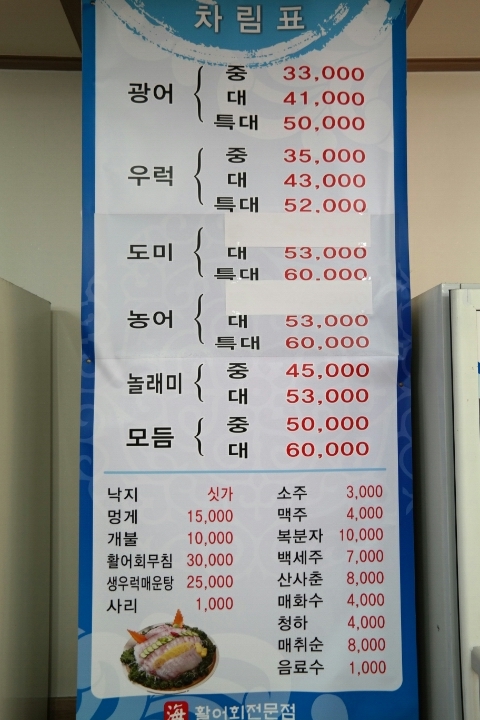 차림표
광어 중 33,000
대 41,000
특대 50,000
우럭 중 35,000
대 43,000
특대 52,000
도미 대 53,000
특대 60,000
농어 대 53,000
특대 60,000
놀래미 중 45,000
대 53,000
모듬 중 50,000
대 60,000
낙지 싯가
멍게 15,000
개불 10,000
활어회무침 30,000
생우럭매운탕 25,000
사리 1,000
소주 3,000
맥주 4,000
복분자 10,000
백세주 7,000
산사춘 8,000
매화수 4,000
청하 4,000
매취순 8,000
음료수 1,000
海 활어회전문점